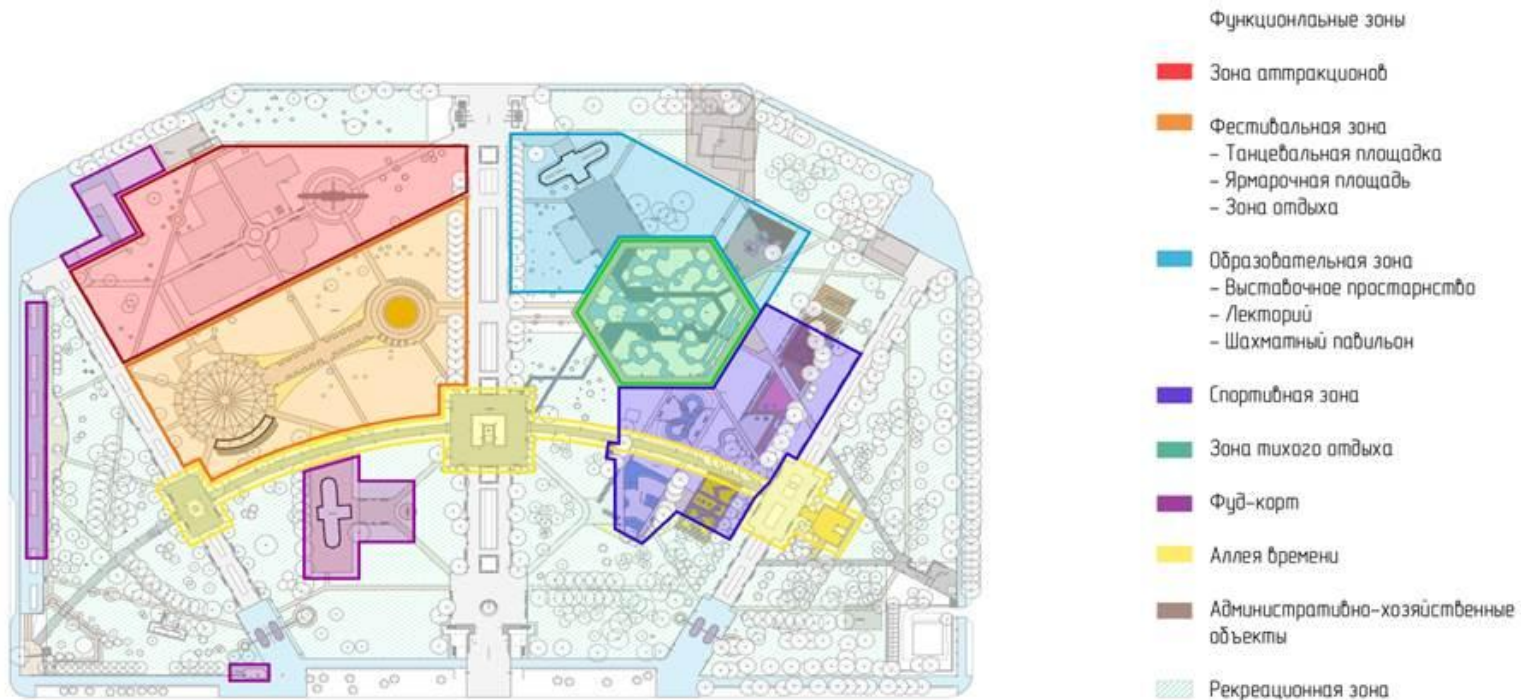 Функционлаьные зоны
Зона аттракционов
Фестивальная зона
- Танцевальная площадка
- Ярмарочная площадь
- Зона отдыха
Образовательная зона
- Выставочное простарнство
- Лекторий
- Шахматный павильон
Спортивная зона
Зона тихого отдыха
Фуд-корт
Аллея времени
Административно-хозяйственные
объекты
Рекреационная зона